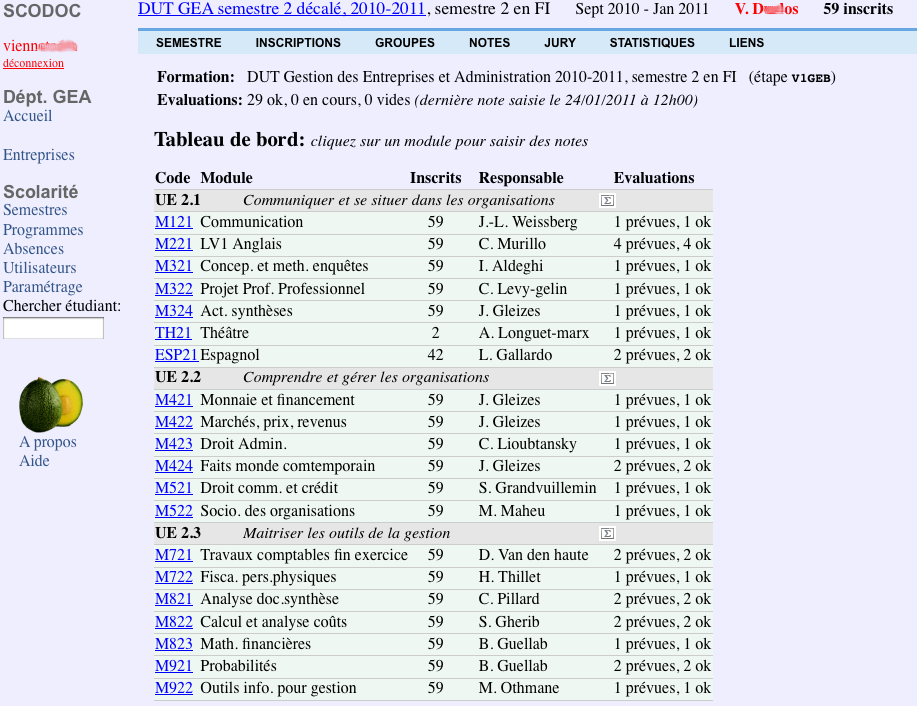 SCODOC
déconnexion
Dépt. GEA
Accueil
Entreprises
Scolarité
Semestres
Programmes
Absences
Utilisateurs
Paramétrage
Chercher étudiant:
A propos
Aide
DUT GEA semestre 2 décalé, 2010-2011, semestre 2 en FI Sept 2010 - Jan 2011 V. 59 inscrits
SEMESTRE INSCRIPTIONS GROUPES NOTES JURY STATISTIQUES LIENS
Formation: DUT Gestion des Entreprises et Administration 2010-2011, semestre 2 en FI (étape V1GEB)
Evaluations: 29 ok, 0 en cours, 0 vides (dernière note saisie le 24/01/2011 à 12h00)
Tableau de bord: cliquez sur un module pour saisir des notes
Code Module Inscrits Responsable Evaluations
UE 2.1 Communiquer et se situer dans les organisations Σ
M121 Communication 59 J.-L. Weissberg 1 prévues, 1 ok
M221 LV1 Anglais 59 C. Murillo 4 prévues, 4 ok
M321 Concep. et meth. enquêtes 59 I. Aldeghi 1 prévues, 1 ok
M322 Projet Prof. Professionnel 59 C. Levy-gelin 1 prévues, 1 ok
M324 Act. synthèses 59 J. Gleizes 1 prévues, 1 ok
TH21 Théâtre 2 A. Longuet-marx 1 prévues, 1 ok
ESP21 Espagnol 42 L. Gallardo 2 prévues, 2 ok
UE 2.2 Comprendre et gérer les organisations Σ
M421 Monnaie et financement 59 J. Gleizes 1 prévues, 1 ok
M422 Marchés, prix, revenus 59 J. Gleizes 1 prévues, 1 ok
M423 Droit Admin. 59 C. Lioubtansky 1 prévues, 1 ok
M424 Faits monde comtemporain 59 J. Gleizes 2 prévues, 2 ok
M521 Droit comm. et crédit 59 S. Grandvuillemin 1 prévues, 1 ok
M522 Socio. des organisations 59 M. Maheu 1 prévues, 1 ok
UE 2.3 Maitriser les outils de la gestion Σ
M721 Travaux comptables fin exercice 59 D. Van den haute 2 prévues, 2 ok
M722 Fisca. pers.physiques 59 H. Thillet 1 prévues, 1 ok
M821 Analyse doc.synthèse 59 C. Pillard 2 prévues, 2 ok
M822 Calcul et analyse coûts 59 S. Gherib 2 prévues, 2 ok
M823 Math. financières 59 B. Guellab 1 prévues, 1 ok
M921 Probabilités 59 B. Guellab 2 prévues, 2 ok
M922 Outils info. pour gestion 59 M. Othmane 1 prévues, 1 ok